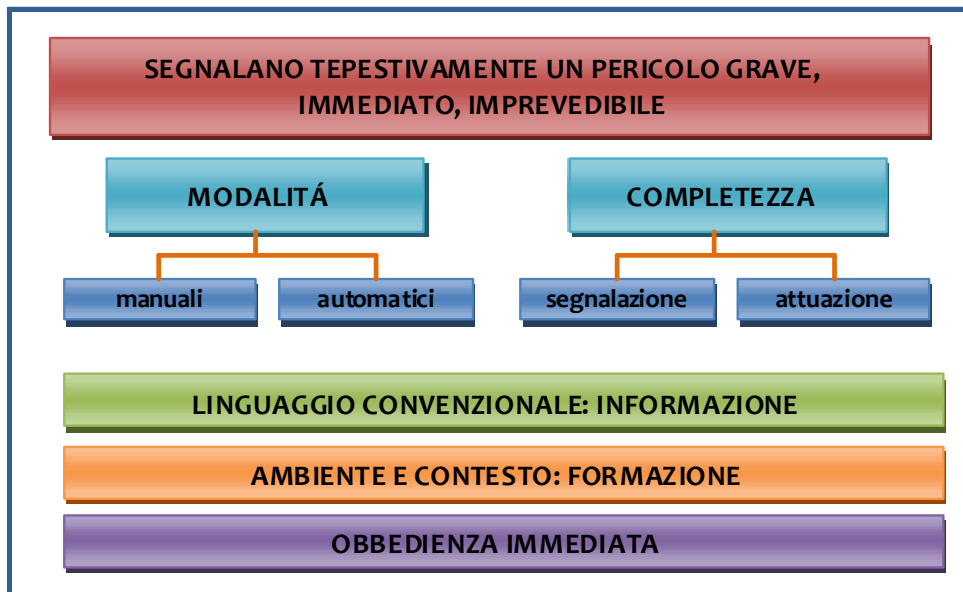 SEGNALANO TEPESTIVAMENTE UN PERICOLO GRAVE,
IMMEDIATO, IMPREVEDIBILE
MODALITÁ
COMPLETEZZA
manuali
automatici
segnalazione
attuazione
LINGUAGGIO CONVENZIONALE: INFORMAZIONE
AMBIENTE E CONTESTO: FORMAZIONE
OBBEDIENZA IMMEDIATA